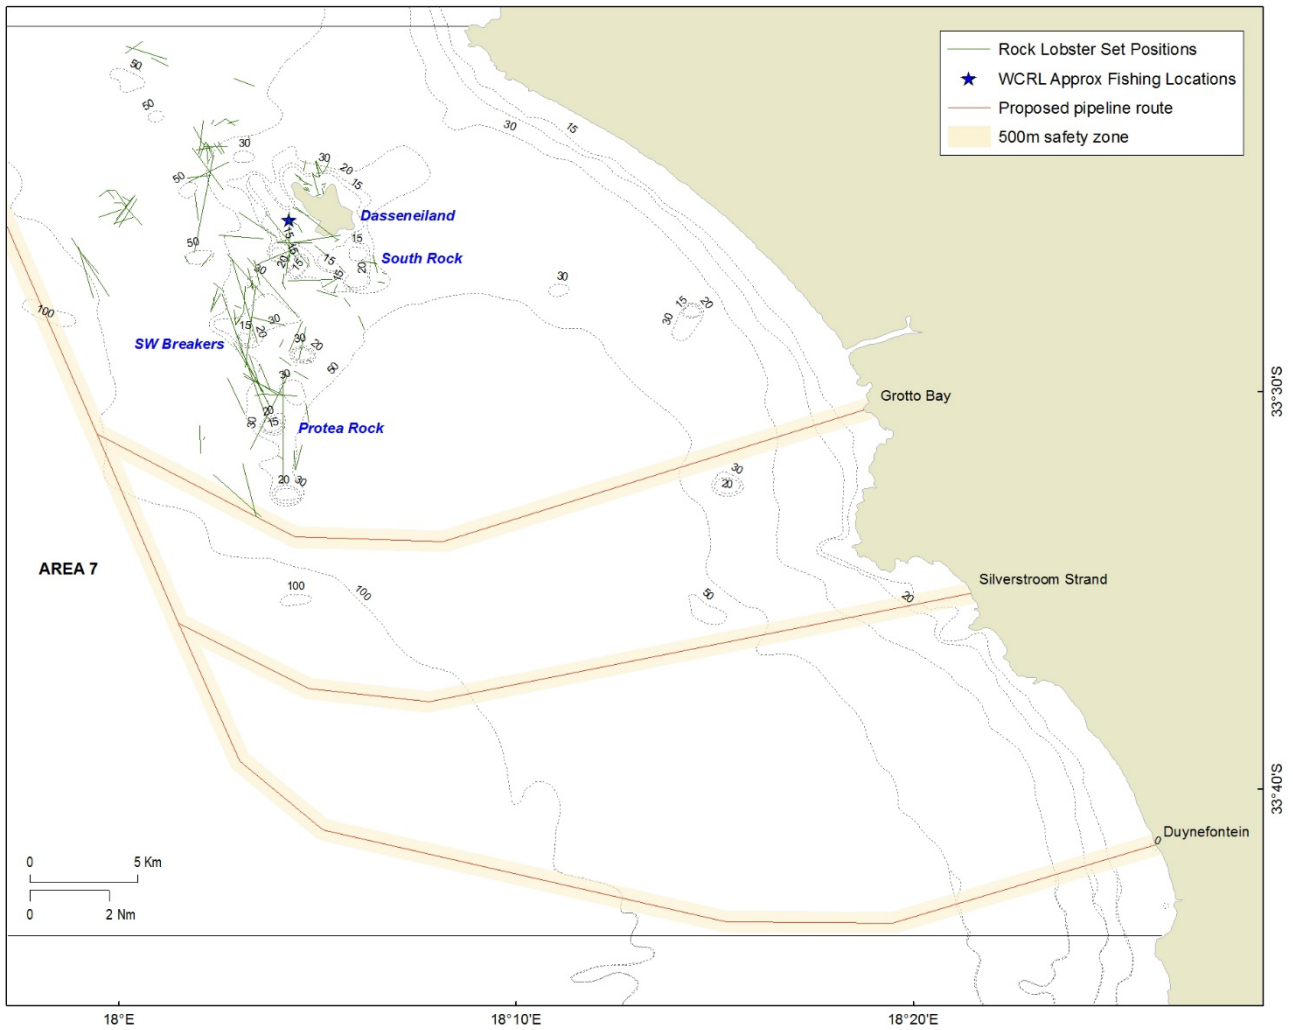 Rock Lobster Set Positions
WCRL Approx Fishing Locations
Proposed pipeline route
500m safety zone
50
50
30
15
30
30
20
15
50
Dasseneiland
15
15
15
50
South Rock
20
15
15
15
20
30
30
100
15
20
30
15
20
30
SW Breakers
30
20
50
30
33°30'S
Grotto Bay
20
15
30
Protea Rock
30
20
20
30
AREA 7
100
100
50
20
Silverstroom Strand
33°40'S
Duynefontein
0
0
5 Km
0
2 Nm
18°E
18°10'E
18°20'E